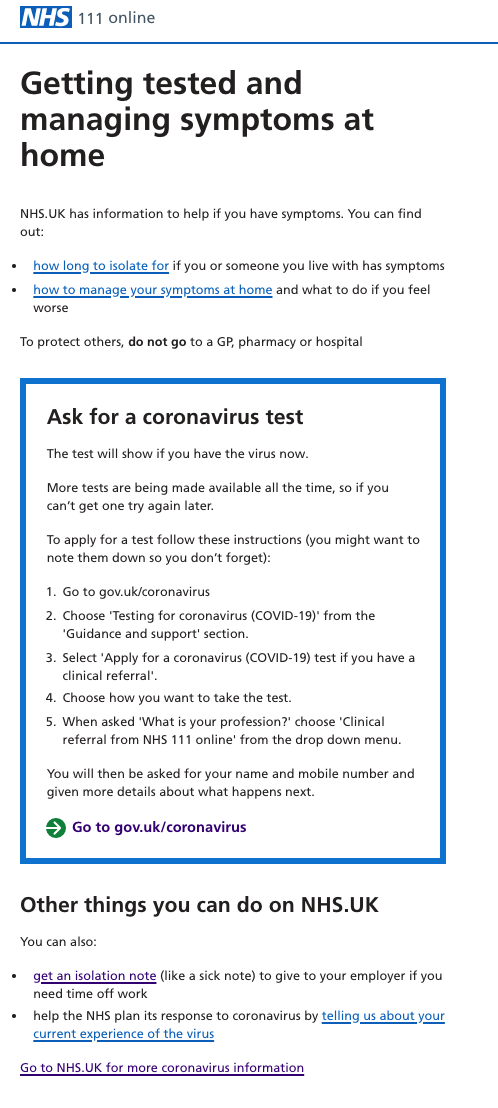 NHS 111 online
Getting tested and
managing symptoms at
home
NHS.UK has information to help if you have symptoms. You can find
out:
• how long to isolate for if you or someone you live with has symptoms
• how to manage your symptoms at home and what to do if you feel
worse
To protect others, do not go to a GP, pharmacy or hospital
Ask for a coronavirus test
The test will show if you have the virus now.
More tests are being made available all the time, so if you
can’t get one try again later.
To apply for a test follow these instructions (you might want to
note them down so you don’t forget):
1. Go to gov.uk/coronavirus
2. Choose 'Testing for coronavirus (COVID-19)' from the
'Guidance and support' section.
3. Select 'Apply for a coronavirus (COVID-19) test if you have a
clinical referral'.
4. Choose how you want to take the test.
5. When asked 'What is your profession?' choose 'Clinical
referral from NHS 111 online' from the drop down menu.
You will then be asked for your name and mobile number and
given more details about what happens next.
Go to gov.uk/coronavirus
Other things you can do on NHS.UK
You can also:
• get an isolation note (like a sick note) to give to your employer if you
need time off work
• help the NHS plan its response to coronavirus by telling us about your
current experience of the virus
Go to NHS.UK for more coronavirus information